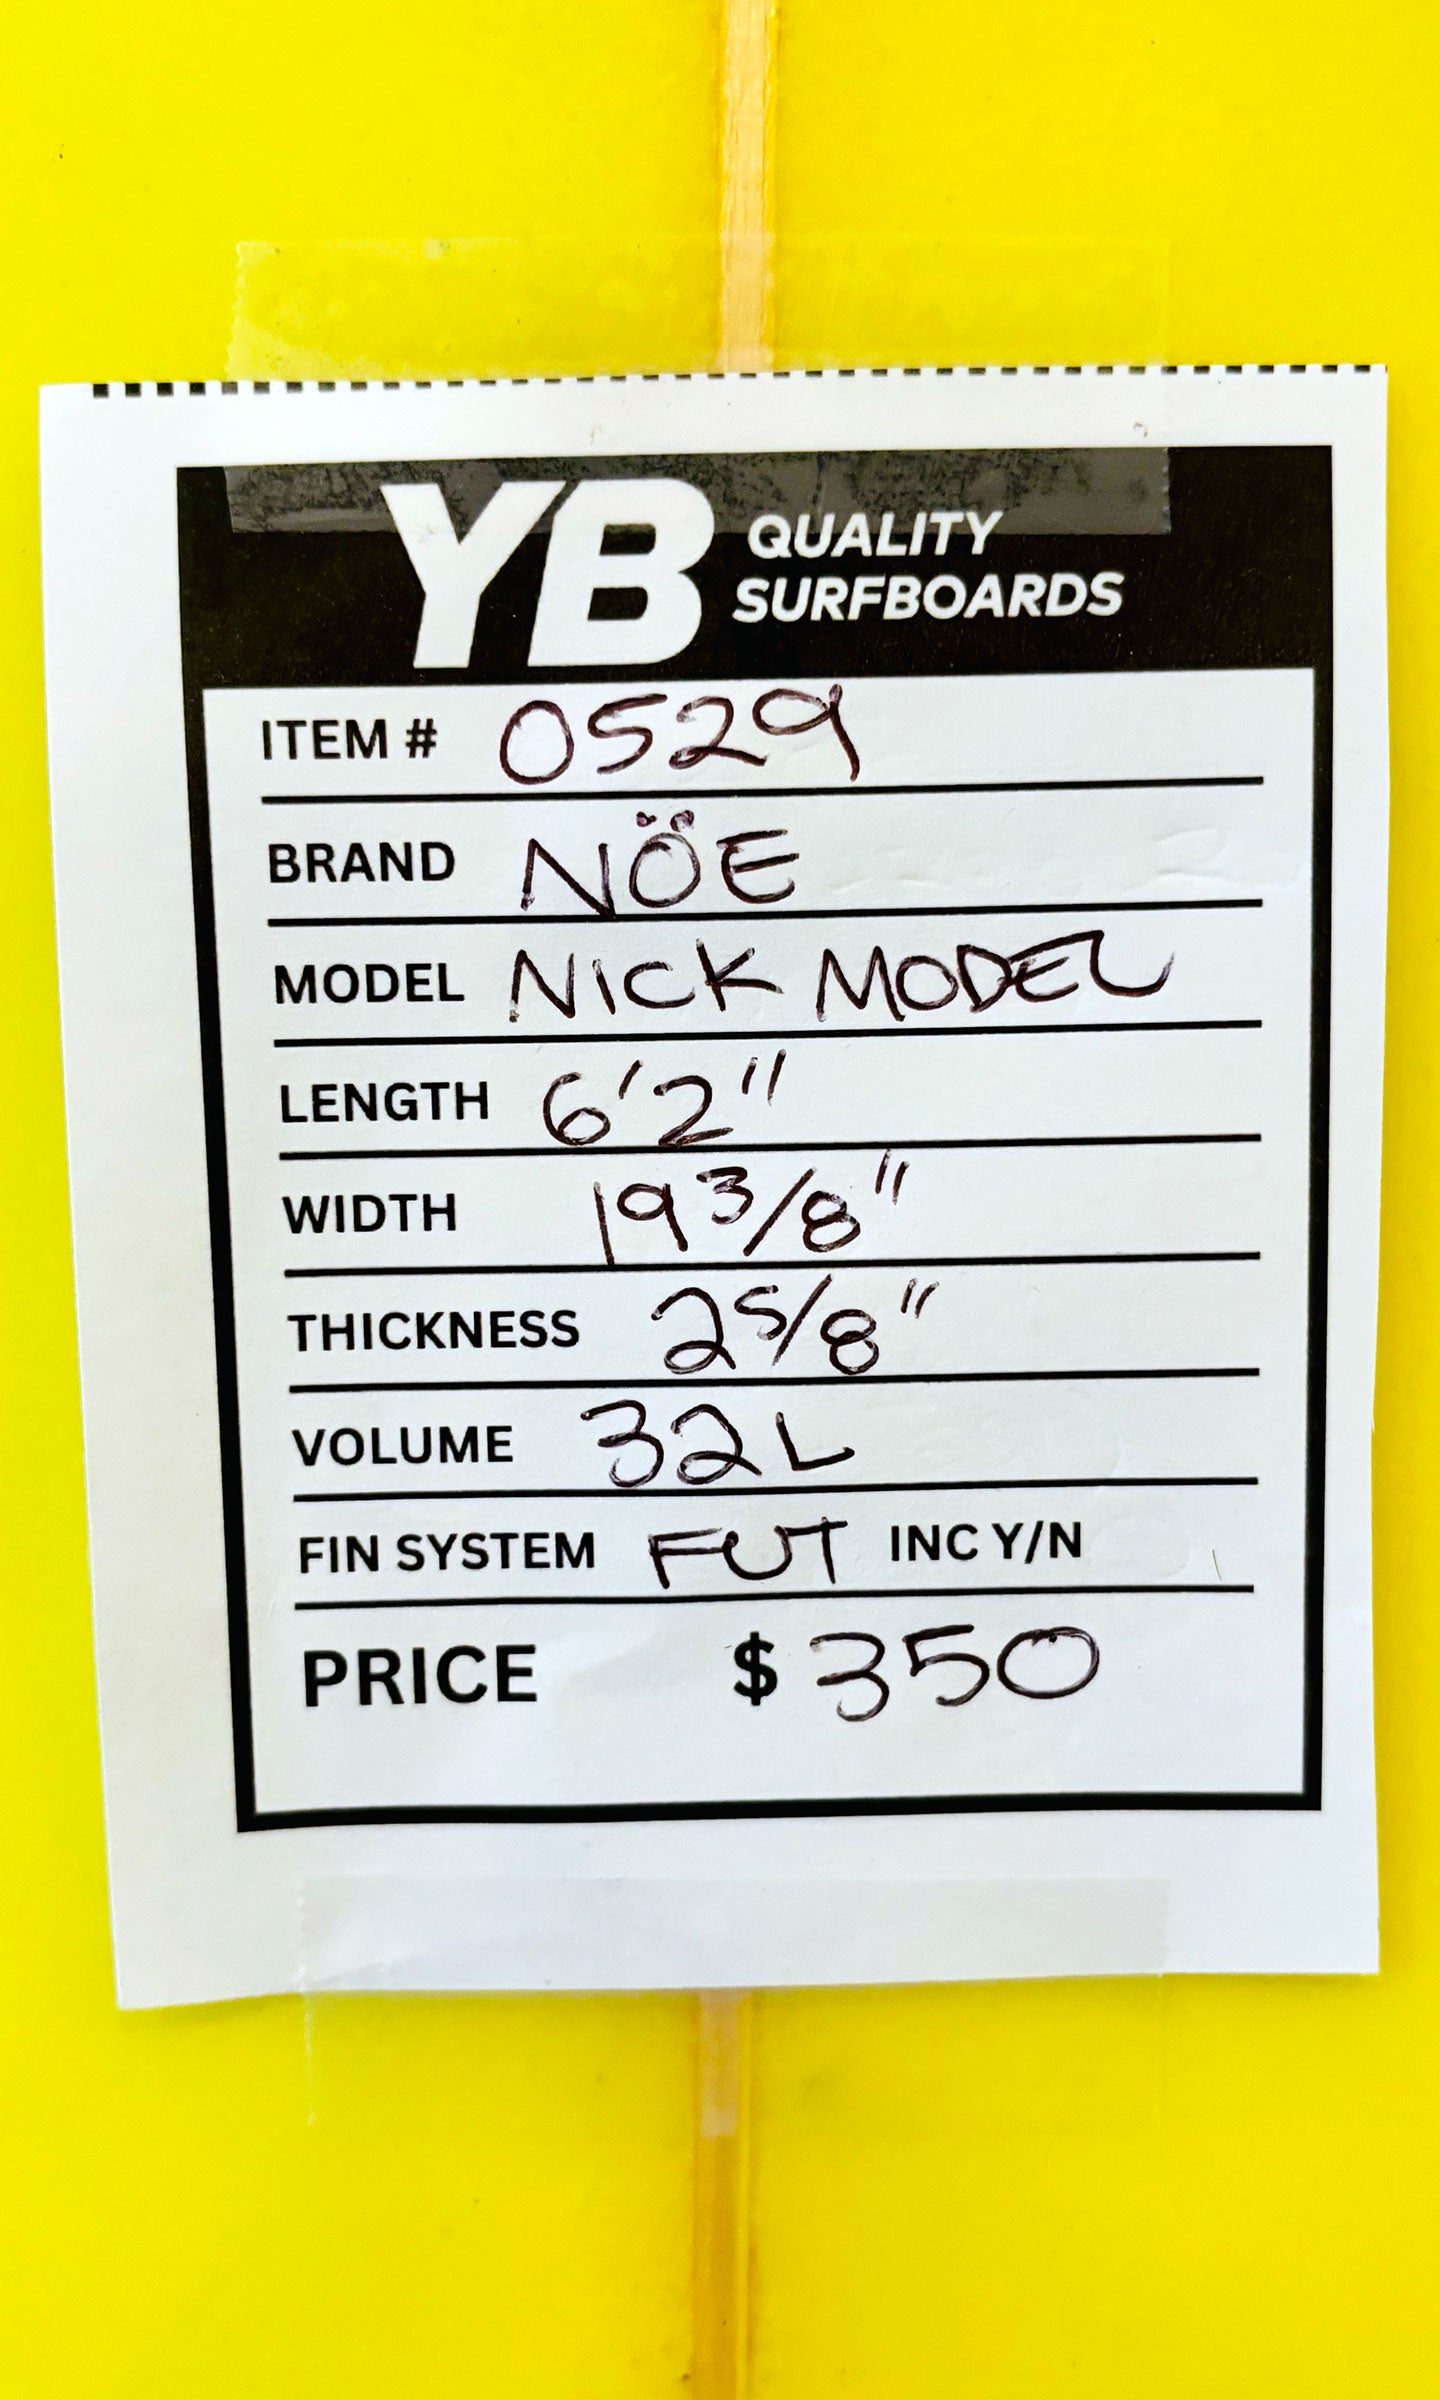 YB QUALITY
SURFBOARDS
ITEM # 0529
BRAND NÖE
MODEL NICK MODEL
LENGTH 6'2"
WIDTH 19 3/8"
THICKNESS 2 5/8"
VOLUME 32 L
FIN SYSTEM FUT INC Y/N
PRICE $350